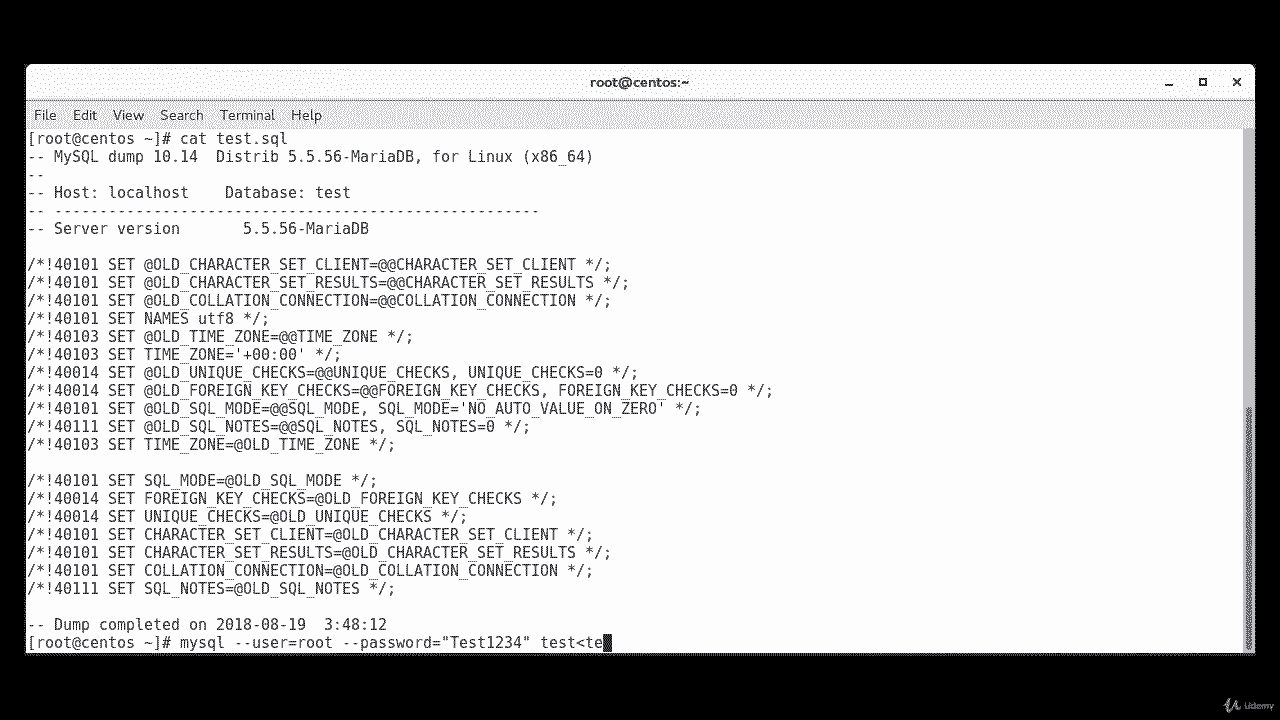 root@centos:~
File Edit View Search Terminal Help
[root@centos ~]# cat test.sql
-- MySQL dump 10.14  Distrib 5.5.56-MariaDB, for Linux (x86_64)
--
-- Host: localhost    Database: test
-- ------------------------------------------------------
-- Server version       5.5.56-MariaDB
/*!40101 SET @OLD_CHARACTER_SET_CLIENT=@@CHARACTER_SET_CLIENT */;
/*!40101 SET @OLD_CHARACTER_SET_RESULTS=@@CHARACTER_SET_RESULTS */;
/*!40101 SET @OLD_COLLATION_CONNECTION=@@COLLATION_CONNECTION */;
/*!40101 SET NAMES utf8 */;
/*!40103 SET @OLD_TIME_ZONE=@@TIME_ZONE */;
/*!40103 SET TIME_ZONE='+00:00' */;
/*!40014 SET @OLD_UNIQUE_CHECKS=@@UNIQUE_CHECKS, UNIQUE_CHECKS=0 */;
/*!40014 SET @OLD_FOREIGN_KEY_CHECKS=@@FOREIGN_KEY_CHECKS, FOREIGN_KEY_CHECKS=0 */;
/*!40101 SET @OLD_SQL_MODE=@@SQL_MODE, SQL_MODE='NO_AUTO_VALUE_ON_ZERO' */;
/*!40111 SET @OLD_SQL_NOTES=@@SQL_NOTES, SQL_NOTES=0 */;
/*!40103 SET TIME_ZONE=@OLD_TIME_ZONE */;
/*!40101 SET SQL_MODE=@OLD_SQL_MODE */;
/*!40014 SET FOREIGN_KEY_CHECKS=@OLD_FOREIGN_KEY_CHECKS */;
/*!40014 SET UNIQUE_CHECKS=@OLD_UNIQUE_CHECKS */;
/*!40101 SET CHARACTER_SET_CLIENT=@OLD_CHARACTER_SET_CLIENT */;
/*!40101 SET CHARACTER_SET_RESULTS=@OLD_CHARACTER_SET_RESULTS */;
/*!40101 SET COLLATION_CONNECTION=@OLD_COLLATION_CONNECTION */;
/*!40111 SET SQL_NOTES=@OLD_SQL_NOTES */;
-- Dump completed on 2018-08-19  3:48:12
[root@centos ~]# mysql --user=root --password="Test1234" test<te
Udemy